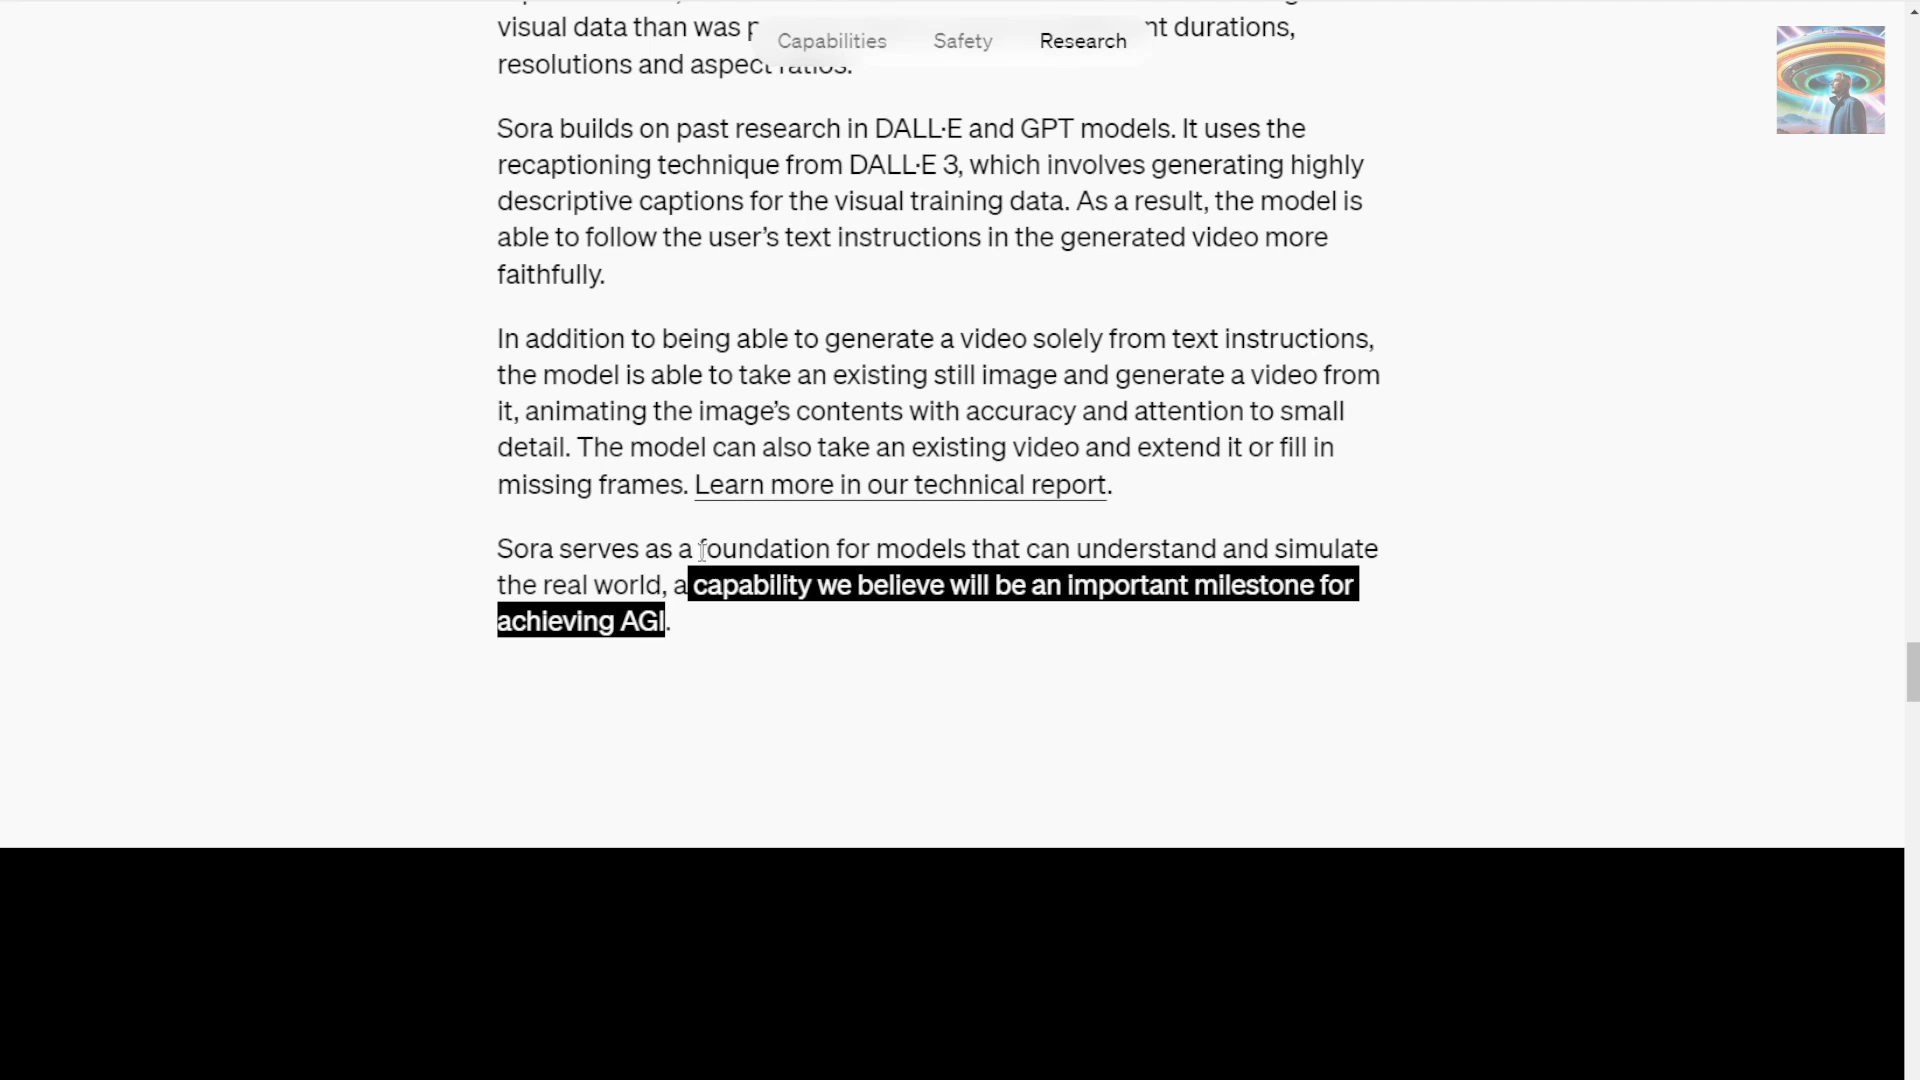 visual data than was
Capabilities Safety Research
durations,
resolutions and aspect ratios.
Sora builds on past research in DALL·E and GPT models. It uses the
recaptioning technique from DALL·E 3, which involves generating highly
descriptive captions for the visual training data. As a result, the model is
able to follow the user’s text instructions in the generated video more
faithfully.
In addition to being able to generate a video solely from text instructions,
the model is able to take an existing still image and generate a video from
it, animating the image’s contents with accuracy and attention to small
detail. The model can also take an existing video and extend it or fill in
missing frames. Learn more in our technical report.
Sora serves as a foundation for models that can understand and simulate
the real world, a capability we believe will be an important milestone for
achieving AGI.